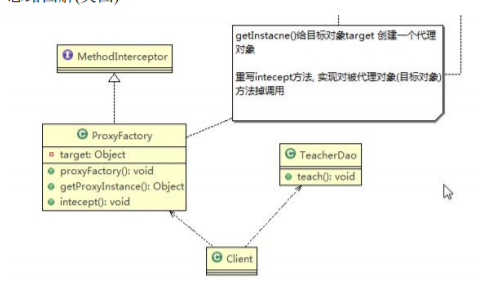 getInstacne()给目标对象target 创建一个代理
对象
重写intecept方法, 实现对被代理对象(目标对象)
方法掉调用
I MethodInterceptor
C ProxyFactory
target: Object
proxyFactory(): void
getProxyInstance(): Object
intecept(): void
C TeacherDao
teach(): void
C Client